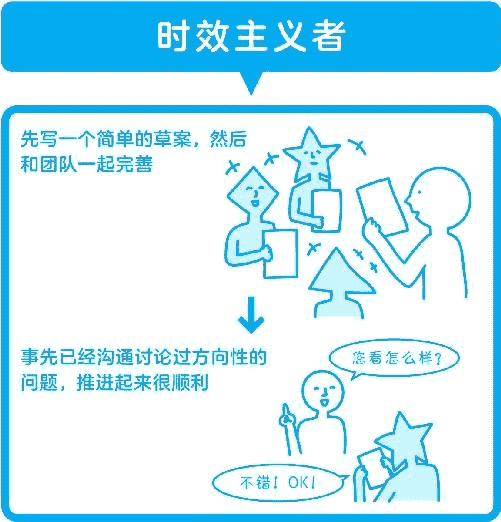 时效主义者
先写一个简单的草案，然后
和团队一起完善
事先已经沟通讨论过方向性的
问题，推进起来很顺利
您看怎么样？
不错！OK！